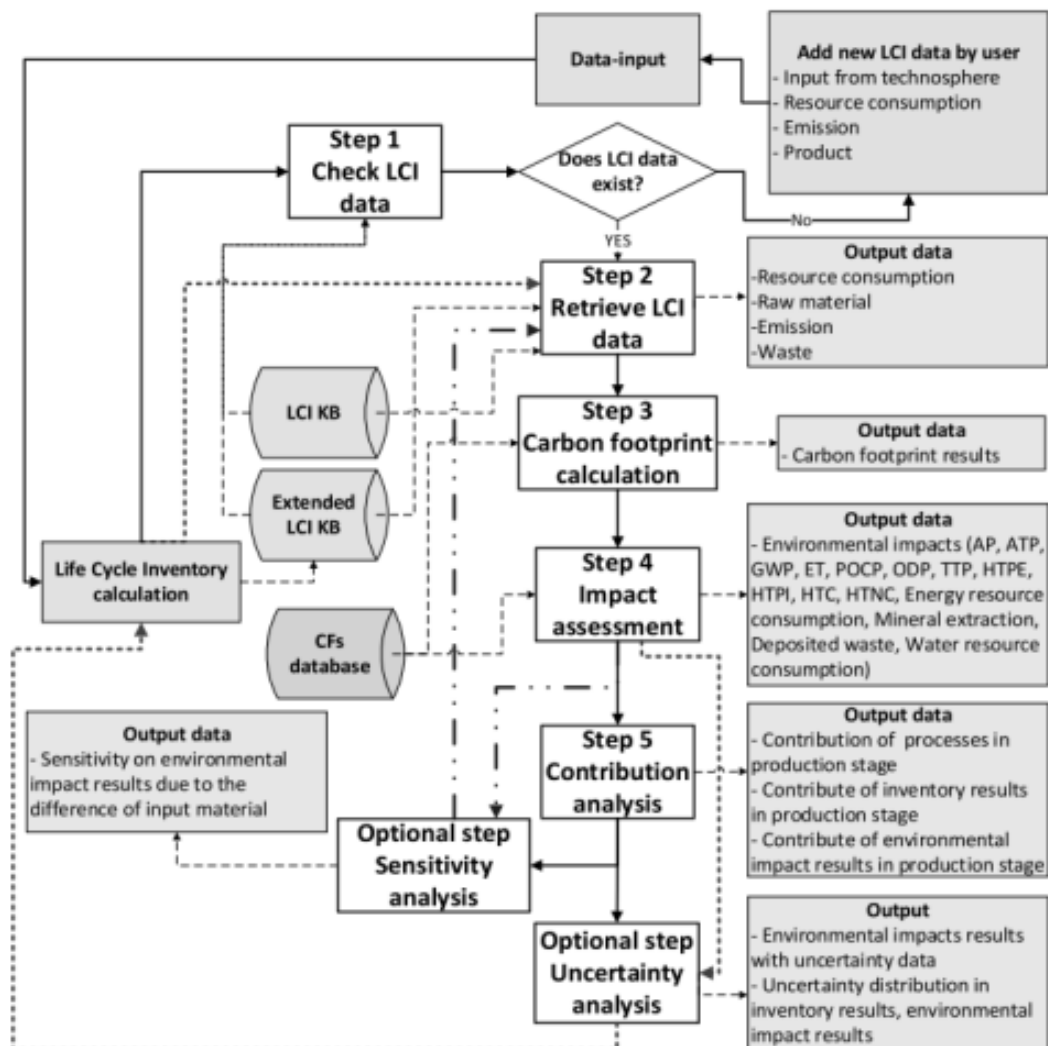 Data-input
Add new LCI data by user
- Input from technosphere
- Resource consumption
- Emission
- Product
Step 1
Check LCI
data
Does LCI data
exist?
No
YES
Step 2
Retrieve LCI
data
Output data
-Resource consumption
-Raw material
-Emission
-Waste
LCI KB
Step 3
Carbon footprint
calculation
Output data
- Carbon footprint results
Extended
LCI KB
Life Cycle Inventory
calculation
Step 4
Impact
assessment
Output data
- Environmental impacts (AP, ATP,
GWP, ET, POCP, ODP, TTP, HTPE,
HTPI, HTC, HTNC, Energy resource
consumption, Mineral extraction,
Deposited waste, Water resource
consumption)
CFs
database
Output data
- Sensitivity on environmental
impact results due to the
difference of input material
Step 5
Contribution
analysis
Output data
- Contribution of processes in
production stage
- Contribute of inventory results
in production stage
- Contribute of environmental
impact results in production stage
Optional step
Sensitivity
analysis
Optional step
Uncertainty
analysis
Output
- Environmental impacts results
with uncertainty data
- Uncertainty distribution in
inventory results, environmental
impact results